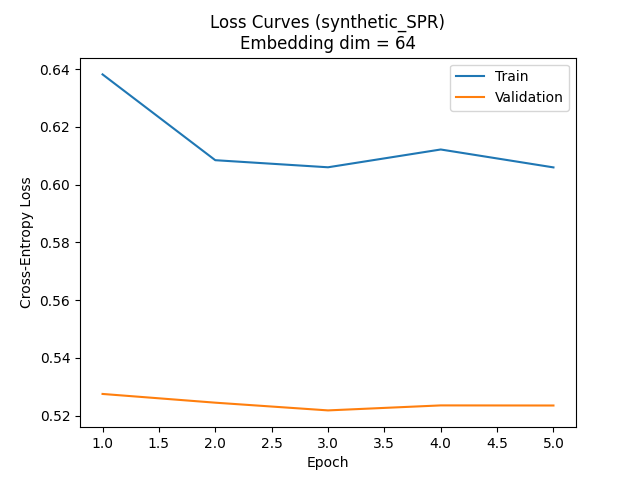 Loss Curves (synthetic_SPR)
Embedding dim = 64
Train
Validation
Cross-Entropy Loss
0.64
0.62
0.60
0.58
0.56
0.54
0.52
1.0 1.5 2.0 2.5 3.0 3.5 4.0 4.5 5.0
Epoch